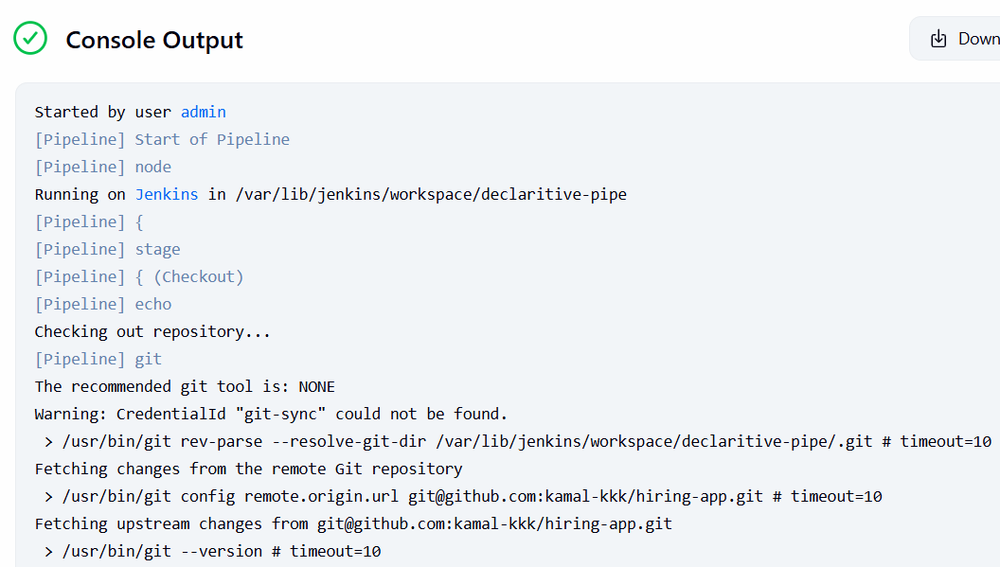 Console Output
Down
Started by user admin
[Pipeline] Start of Pipeline
[Pipeline] node
Running on Jenkins in /var/lib/jenkins/workspace/declaritive-pipe
[Pipeline] {
[Pipeline] stage
[Pipeline] { (Checkout)
[Pipeline] echo
Checking out repository...
[Pipeline] git
The recommended git tool is: NONE
Warning: CredentialId "git-sync" could not be found.
> /usr/bin/git rev-parse --resolve-git-dir /var/lib/jenkins/workspace/declaritive-pipe/.git # timeout=10
Fetching changes from the remote Git repository
> /usr/bin/git config remote.origin.url git@github.com:kamal-kkk/hiring-app.git # timeout=10
Fetching upstream changes from git@github.com:kamal-kkk/hiring-app.git
> /usr/bin/git --version # timeout=10